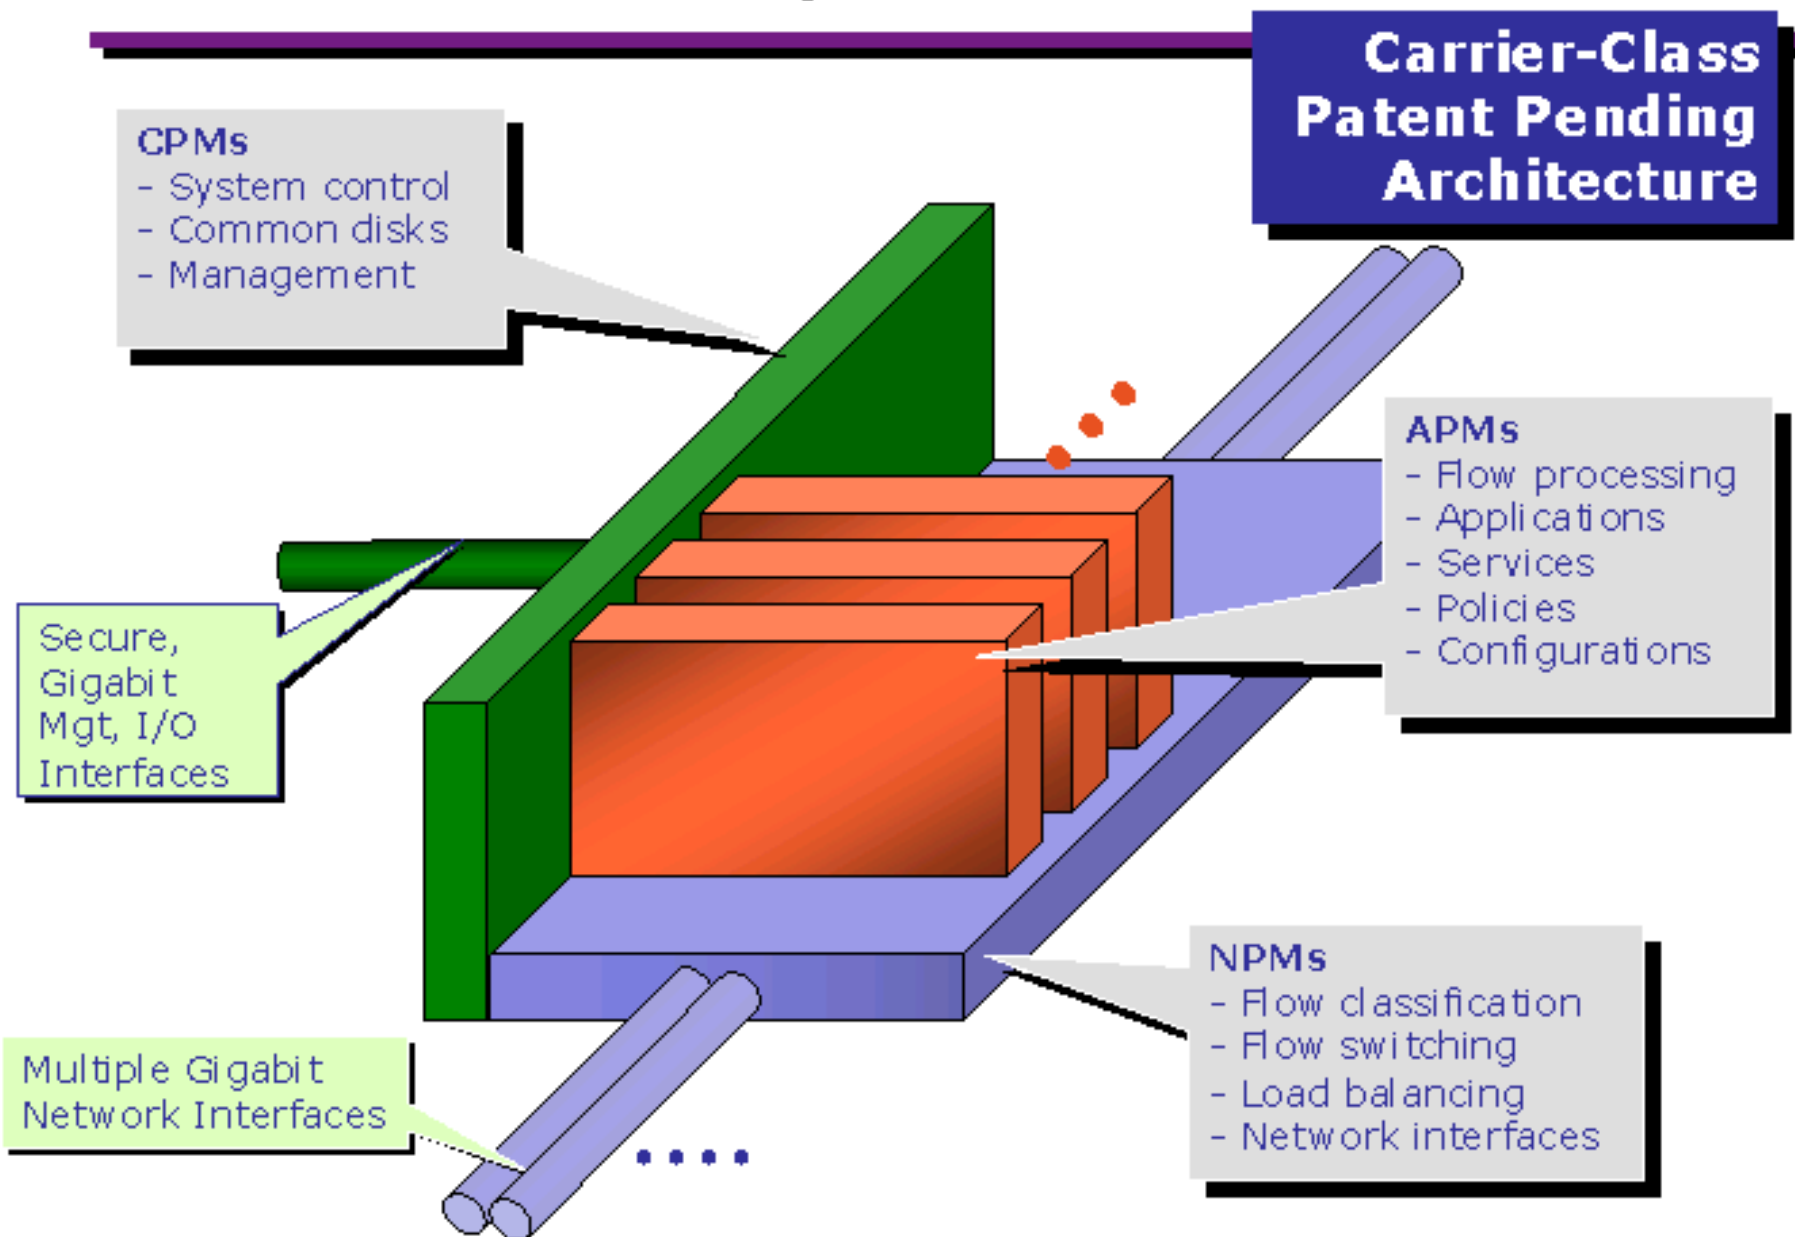 Carrier-Class
Patent Pending
Architecture
CPMs
- System control
- Common disks
- Management
APMs
- Flow processing
- Applications
- Services
- Policies
- Configurations
Secure,
Gigabit
Mgt, I/O
Interfaces
NPMs
- Flow classification
- Flow switching
- Load balancing
- Network interfaces
Multiple Gigabit
Network Interfaces